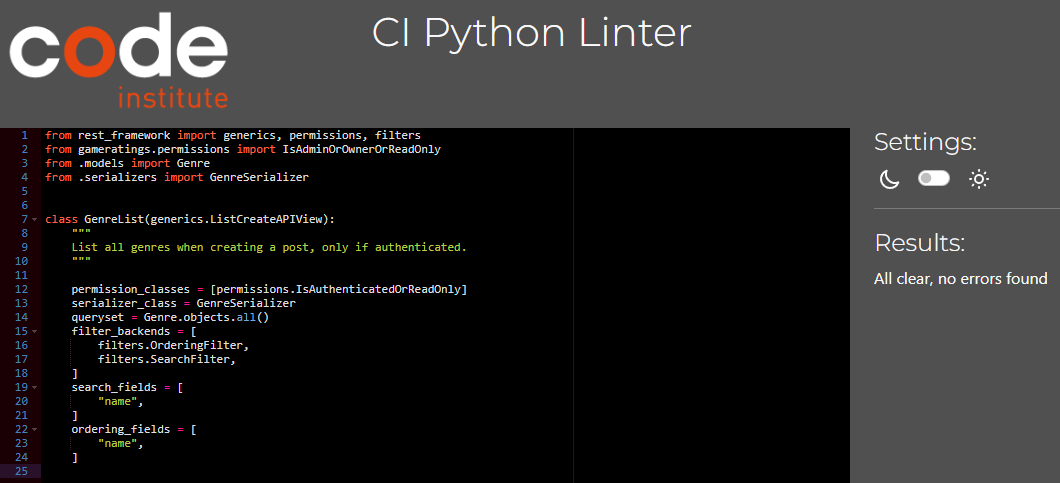 code
institute
CI Python Linter
1 from rest_framework import generics, permissions, filters
2 from gameratings.permissions import IsAdminOrOwnerOrReadOnly
3 from .models import Genre
4 from .serializers import GenreSerializer
5
6
7 class GenreList(generics.ListCreateAPIView):
8     """
9     List all genres when creating a post, only if authenticated.
10     """
11
12     permission_classes = [permissions.IsAuthenticatedOrReadOnly]
13     serializer_class = GenreSerializer
14     queryset = Genre.objects.all()
15     filter_backends = [
16         filters.OrderingFilter,
17         filters.SearchFilter,
18     ]
19     search_fields = [
20         "name",
21     ]
22     ordering_fields = [
23         "name",
24     ]
25
Settings:
Results:
All clear, no errors found